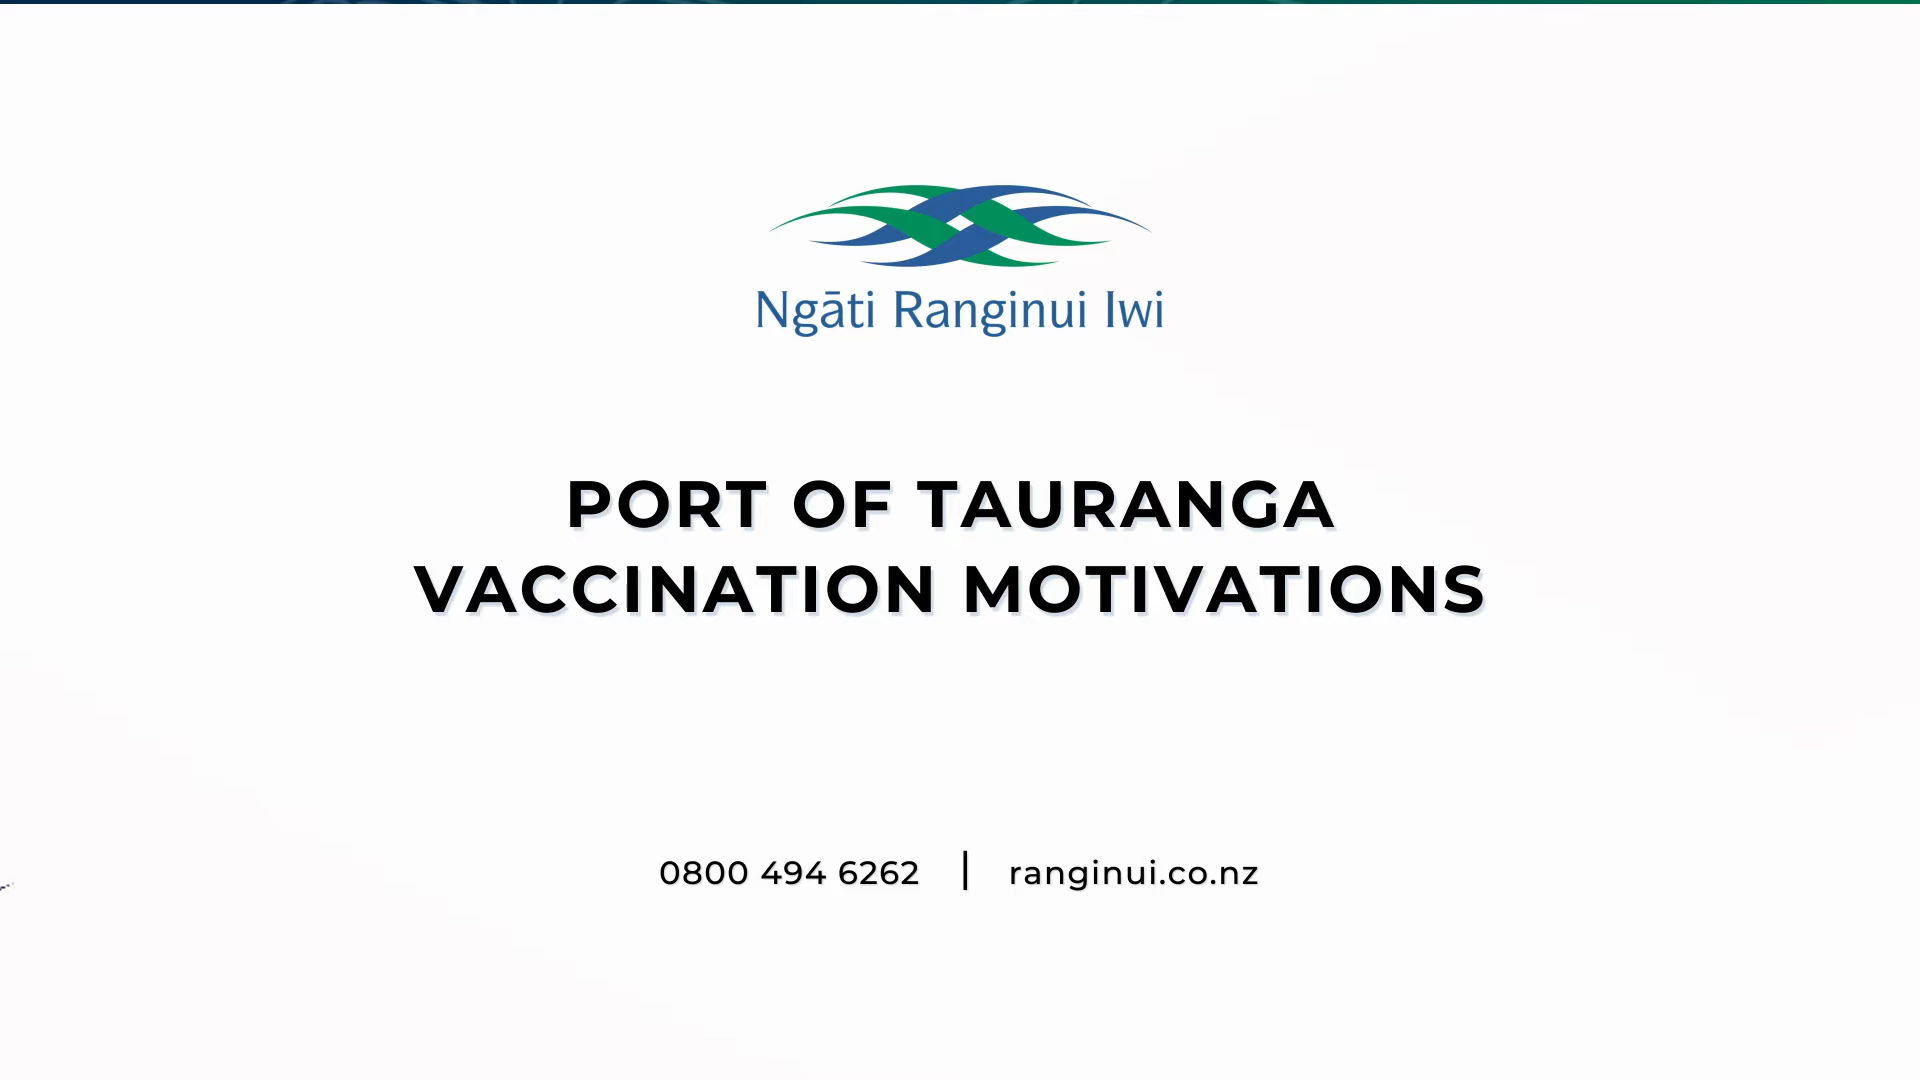 Ngāti Ranginui Iwi
PORT OF TAURANGA
VACCINATION MOTIVATIONS
0800 494 6262 | ranginui.co.nz